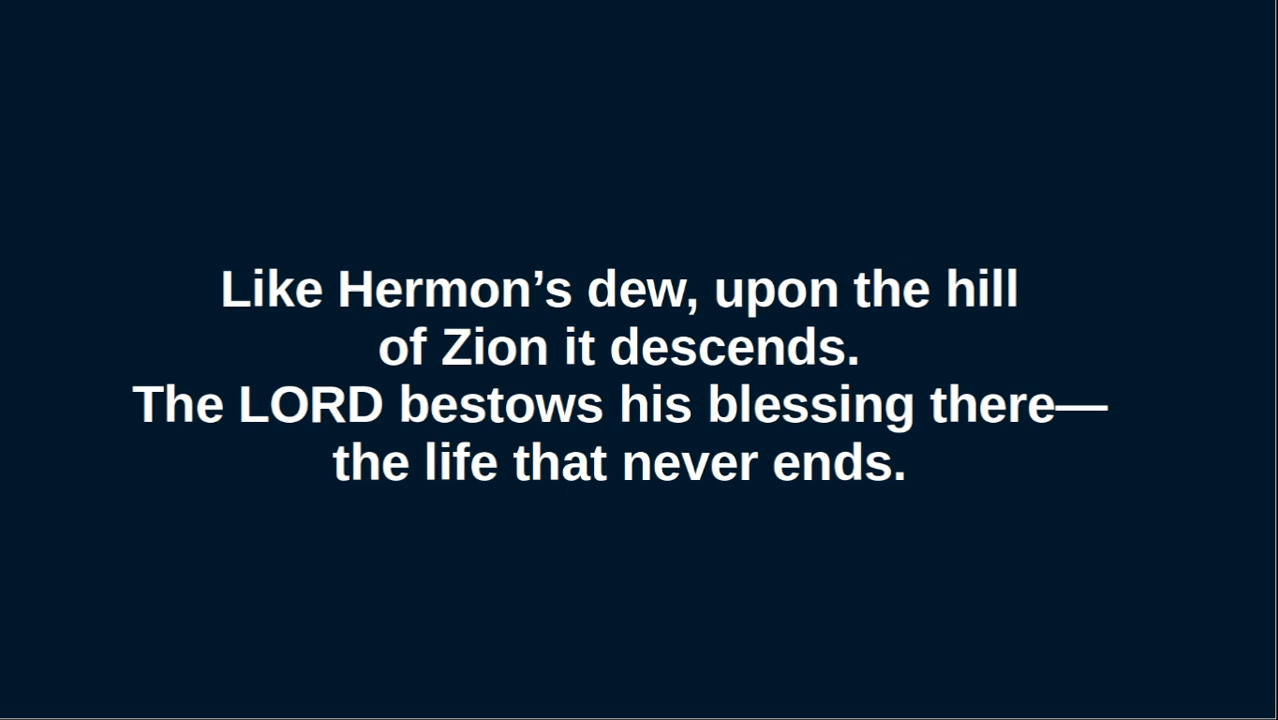 Like Hermon’s dew, upon the hill
of Zion it descends.
The LORD bestows his blessing there—
the life that never ends.